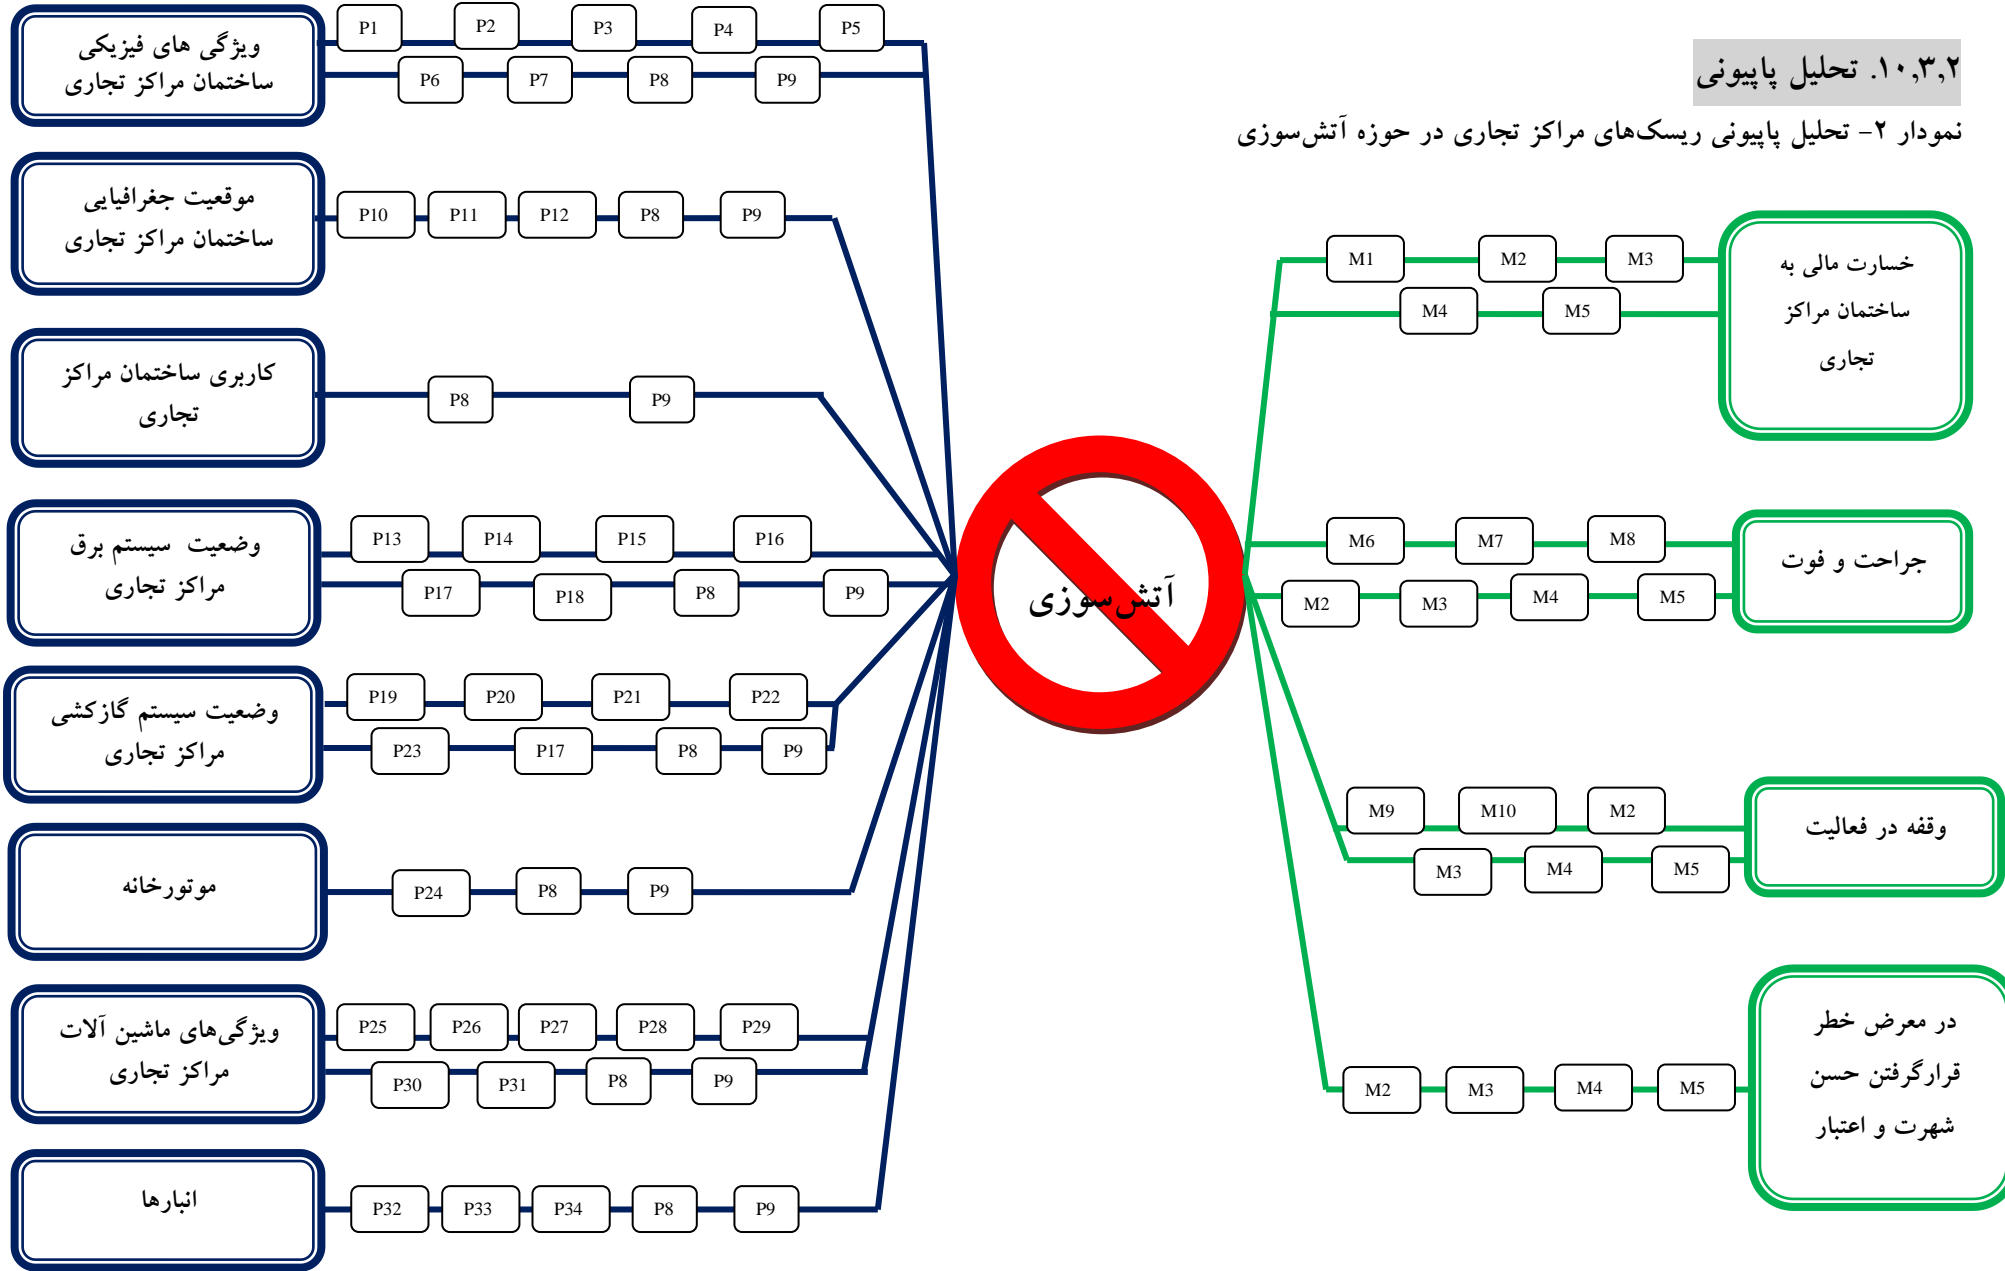 ۱۰,۳,۲. تحلیل پاپیونی
نمودار ۲- تحلیل پاپیونی ریسک‌های مراکز تجاری در حوزه آتش‌سوزی
ویژگی های فیزیکی
ساختمان مراکز تجاری
P1 P2 P3 P4 P5
P6 P7 P8 P9
موقعیت جغرافیایی
ساختمان مراکز تجاری
P10 P11 P12 P8 P9
کاربری ساختمان مراکز
تجاری
P8 P9
وضعیت سیستم برق
مراکز تجاری
P13 P14 P15 P16
P17 P18 P8 P9
وضعیت سیستم گازکشی
مراکز تجاری
P19 P20 P21 P22
P23 P17 P8 P9
موتورخانه
P24 P8 P9
ویژگی‌های ماشین آلات
مراکز تجاری
P25 P26 P27 P28 P29
P30 P31 P8 P9
انبارها
P32 P33 P34 P8 P9
آتش‌سوزی
M1 M2 M3
M4 M5
خسارت مالی به
ساختمان مراکز
تجاری
M6 M7 M8
M2 M3 M4 M5
جراحت و فوت
M9 M10 M2
M3 M4 M5
وقفه در فعالیت
M2 M3 M4 M5
در معرض خطر
قرارگرفتن حسن
شهرت و اعتبار